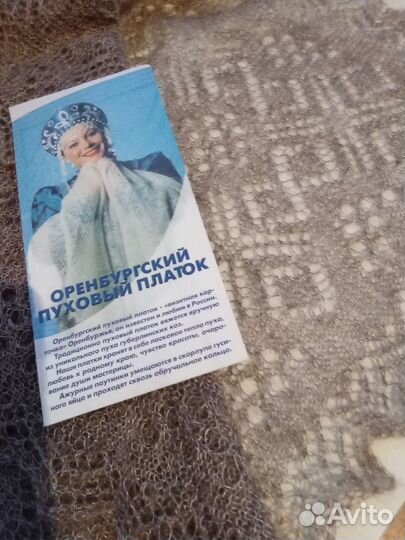 ОРЕНБУРГСКИЙ
ПУХОВЫЙ ПЛАТОК
Оренбургский пуховый платок - «визитная кар-
точка» Оренбуржья, он известен и любим в России.
Традиционно пуховый платок вяжется вручную
из уникального пуха губерлинских коз.
Наши платки хранят в себе ласковое тепло пуха,
любовь к родному краю, чувство красоты, очаро-
вание души мастерицы.
Ажурные паутинки умещаются в скорлупе гуси-
ного яйца и проходят сквозь обручальное кольцо.
Avito